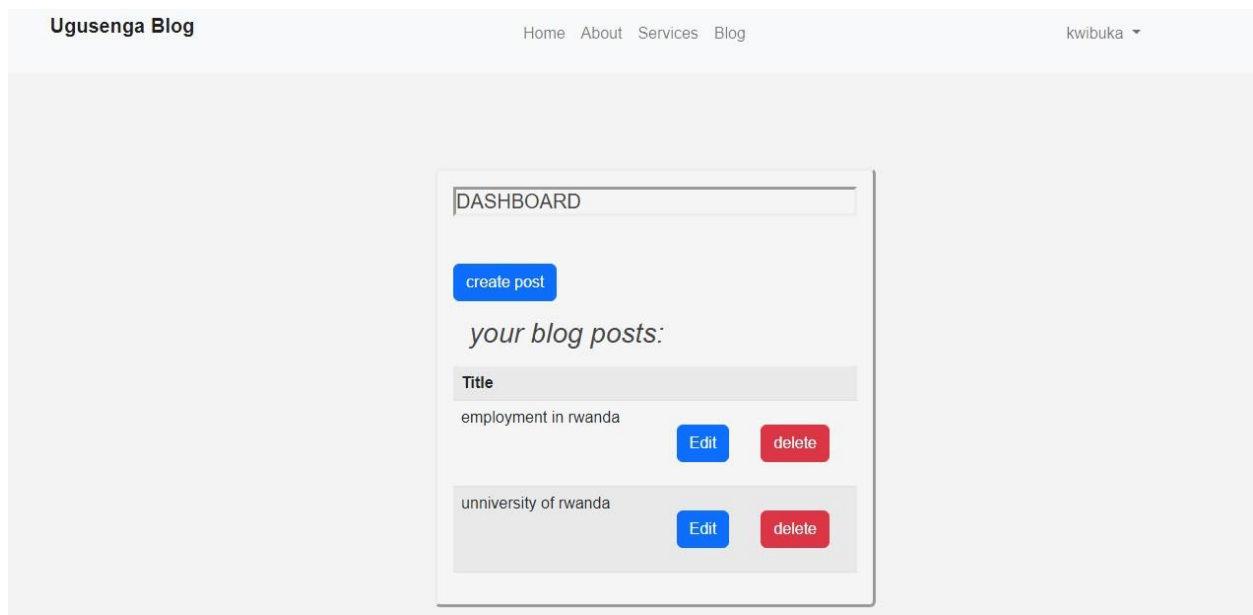 Ugusenga Blog
Home About Services Blog
kwibuka
DASHBOARD
create post
your blog posts:
Title
employment in rwanda
Edit delete
unniversity of rwanda
Edit delete